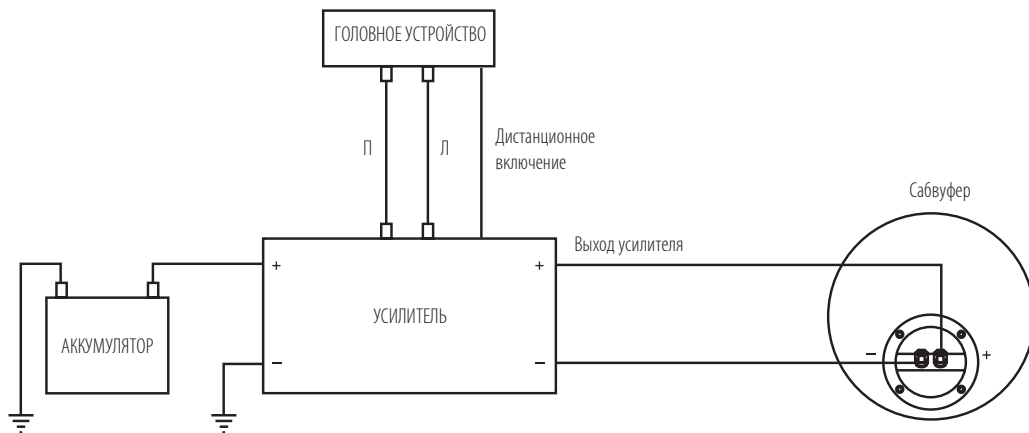 ГОЛОВНОЕ УСТРОЙСТВО
П
Л
Дистанционное
включение
Сабвуфер
Выход усилителя
+
+
УСИЛИТЕЛЬ
АККУМУЛЯТОР
−
−
−
+